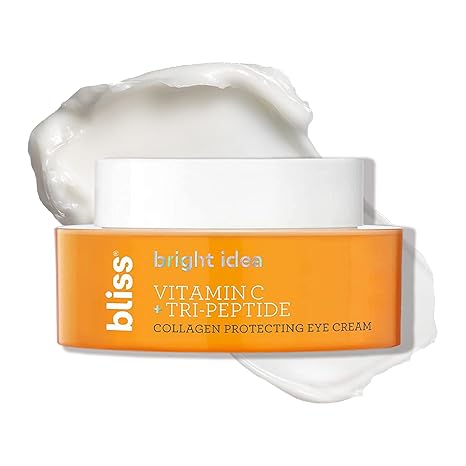 bliss®
bright idea
VITAMIN C
+ TRI-PEPTIDE
COLLAGEN PROTECTING EYE CREAM